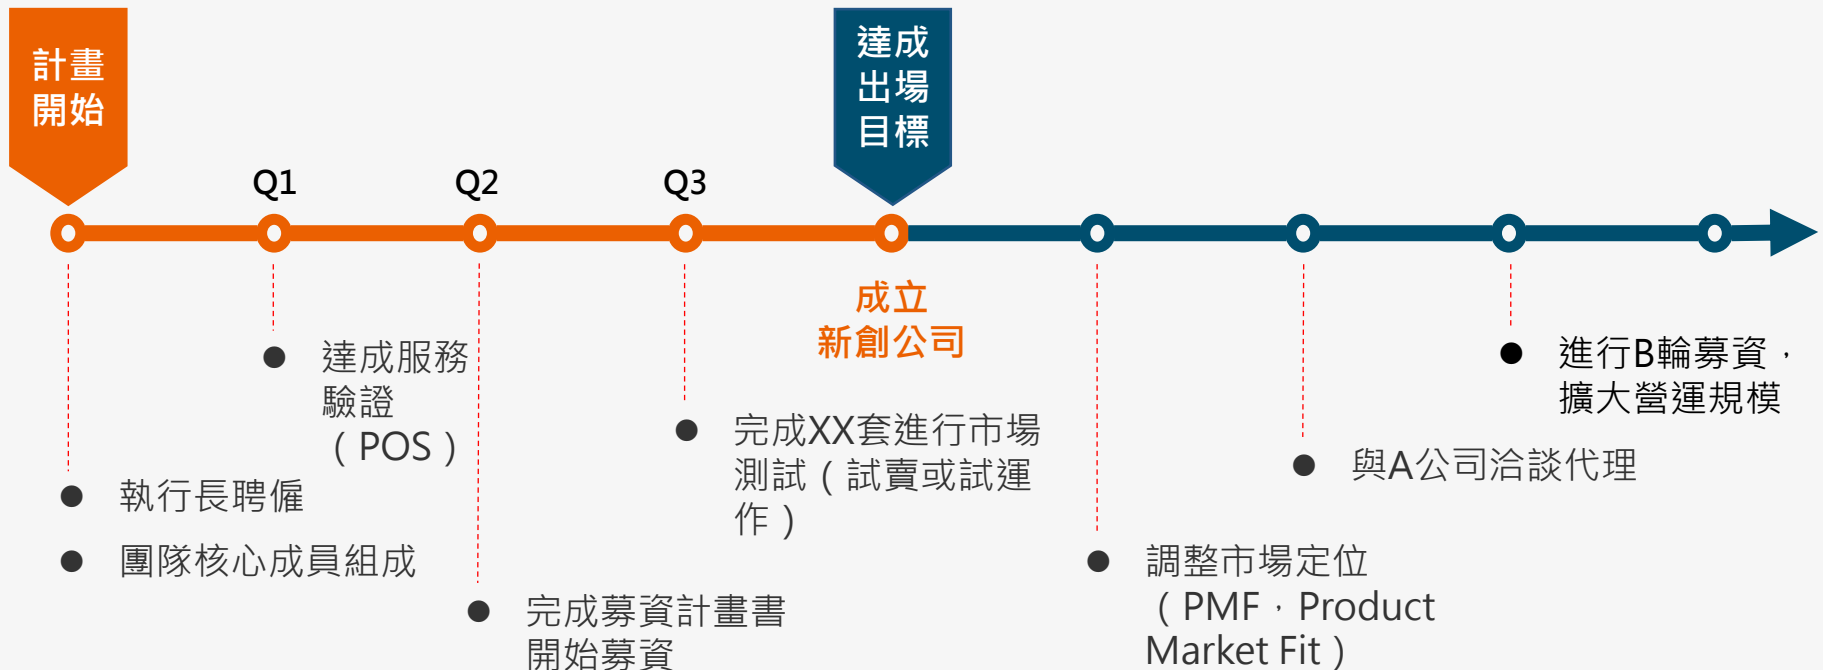 計畫
開始
達成
出場
目標
Q1
Q2
Q3
成立
新創公司
達成服務
驗證
（POS）
執行長聘僱
團隊核心成員組成
完成募資計畫書
開始募資
完成XX套進行市場
測試（試賣或試運
作）
調整市場定位
（PMF，Product
Market Fit）
與A公司洽談代理
進行B輪募資，
擴大營運規模